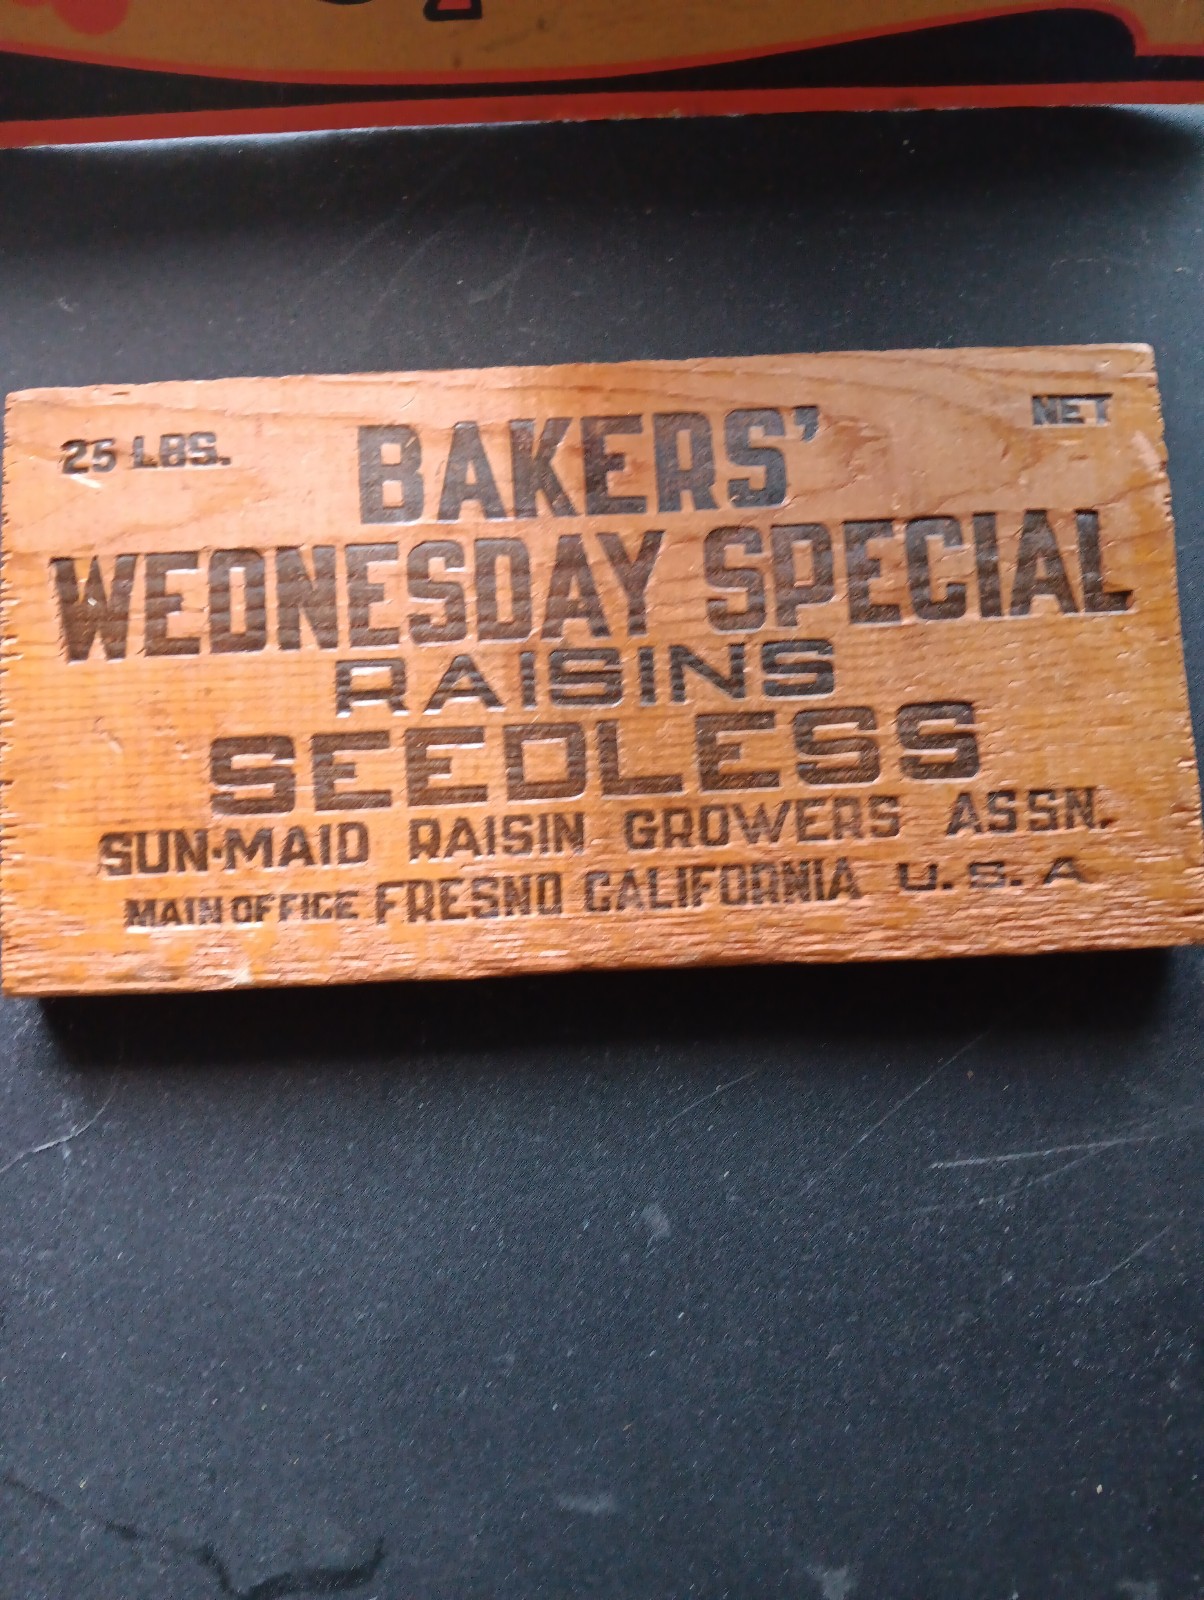 25 LBS. NET
BAKERS'
WEDNESDAY SPECIAL
RAISINS
SEEDLESS
SUN-MAID RAISIN GROWERS ASSN.
MAIN OFFICE FRESNO CALIFORNIA U.S.A